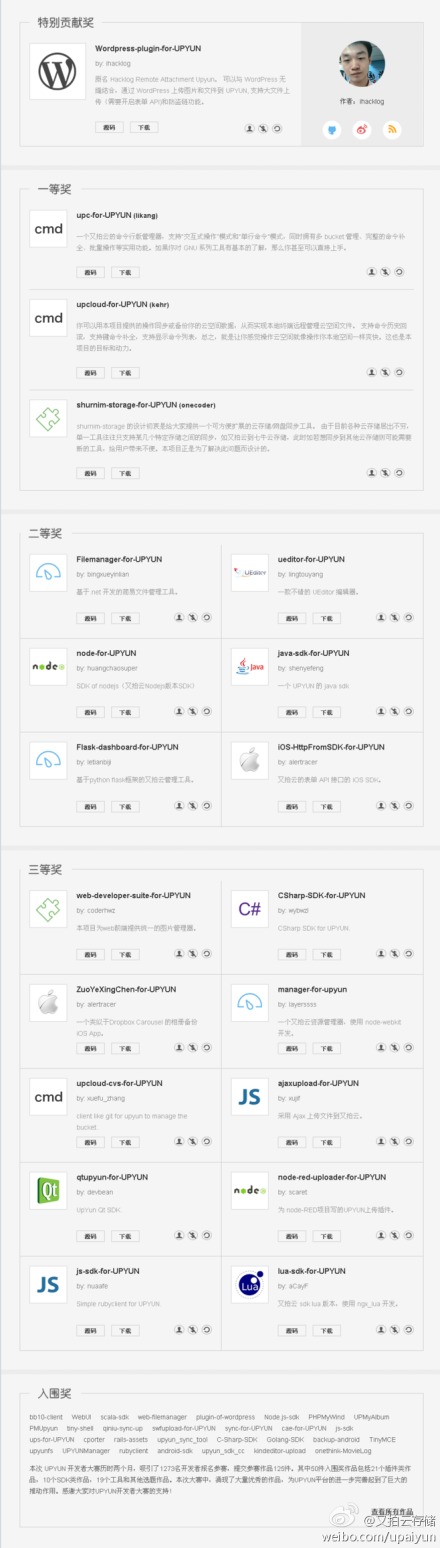 特别贡献奖
Wordpress-plugin-for-UPYUN
by: ihacklog
原名 Hacklog Remote Attachment Upyun。 可以与 WordPress 无
缝结合，通过 WordPress 上传图片和文件到 UPYUN, 支持大文件上
传（需要开启表单 API)和防盗链功能。
源码 下载
作者：ihacklog
一等奖
cmd
upc-for-UPYUN (likang)
一个又拍云的命令行版管理器，支持"交互式操作"模式和"单行命令"模式，同时拥有多 bucket 管理、完整的命令补
全、批量操作等实用功能。如果你对 GNU 系列工具有基本的了解，那么你甚至可以直接上手。
源码 下载
cmd
upcloud-for-UPYUN (kehr)
你可以用本项目提供的操作同步或备份你的云空间数据，从而实现本地终端远程管理云空间文件。 支持命令历史回
滚，支持键命令补全，支持显示命令列表，总之，就是让你感觉操作云空间就像操作你本地空间一样爽快。这也是本
项目的目标和动力。
源码 下载
shurnim-storage-for-UPYUN (onecoder)
shurnim-storage 的设计初衷是给大家提供一个可方便扩展的云存储/网盘同步工具。 由于目前各种云存储层出不穷，
单一工具往往只支持某几个特定存储之间的同步，如又拍云到七牛云存储，此时如若想同步到其他云存储则可能需要
新的工具，给用户带来不便。本项目正是为了解决此问题而设计的。
源码 下载
二等奖
Filemanager-for-UPYUN
by: bingxueyinlian
基于 .net 开发的简易文件管理工具。
源码 下载
UEditor
ueditor-for-UPYUN
by: lingtouyang
一款不错的 UEditor 编辑器。
源码 下载
node
node-for-UPYUN
by: huangchaosuper
SDK of nodejs（又拍云Nodejs版本SDK）
源码 下载
Java
java-sdk-for-UPYUN
by: shenyefeng
一个 UPYUN 的 java sdk
源码 下载
Flask-dashboard-for-UPYUN
by: letianbiji
基于python flask框架的又拍云管理工具。
源码 下载
iOS-HttpFromSDK-for-UPYUN
by: alertracer
又拍云的表单 API 接口的 iOS SDK。
源码 下载
三等奖
web-developer-suite-for-UPYUN
by: coderhwz
本项目为web前端提供统一的图片管理器。
源码 下载
C#
CSharp-SDK-for-UPYUN
by: wybwzl
CSharp SDK for UPYUN.
源码 下载
ZuoYeXingChen-for-UPYUN
by: alertracer
一个类似于Dropbox Carousel 的相册备份
iOS App。
源码 下载
manager-for-upyun
by: layerssss
一个又拍云资源管理器，使用 node-webkit
开发。
源码 下载
cmd
upcloud-cvs-for-UPYUN
by: xuefu_zhang
client like git for upyun to manage the
bucket.
源码 下载
JS
ajaxupload-for-UPYUN
by: xujif
采用 Ajax 上传文件到又拍云。
源码 下载
Qt
qtupyun-for-UPYUN
by: devbean
UpYun Qt SDK.
源码 下载
node
node-red-uploader-for-UPYUN
by: scaret
为 node-RED项目写的UPYUN上传插件。
源码 下载
JS
js-sdk-for-UPYUN
by: nuaafe
Simple rubyclient for UPYUN.
源码 下载
Lua
lua-sdk-for-UPYUN
by: aCayF
又拍云 sdk lua 版本，使用 ngx_lua 开发。
源码 下载
入围奖
bb10-client WebUI scala-sdk web-filemanager plugin-of-wordpress Node js-sdk PHPMyWind UPMyAlbum
PMUpyun tiny-shell qiniu-sync-up swfupload-for-UPYUN sync-for-UPYUN cae-for-UPYUN js-sdk
ups-for-UPYUN cporter rails-assets upyun_sync_tool C-Sharp-SDK Golang-SDK backup-android TinyMCE
upyunfs UPYUNManager rubyclient android-sdk upyun_sdk_cc kindeditor-upload onethink-MovieLog
本次 UPYUN 开发者大赛历时两个月，吸引了1273名开发者报名参赛，提交参赛作品125件。其中50件入围奖作品包括21个插件类作
品，10个SDK类作品，19个工具和其他选题作品。本次大赛中，涌现了大量优秀的作品，为UPYUN平台的进一步完善起到了巨大的
推动作用。感谢大家对UPYUN开发者大赛的支持！
查看所有作品
@又拍云存储
weibo.com/upaiyun